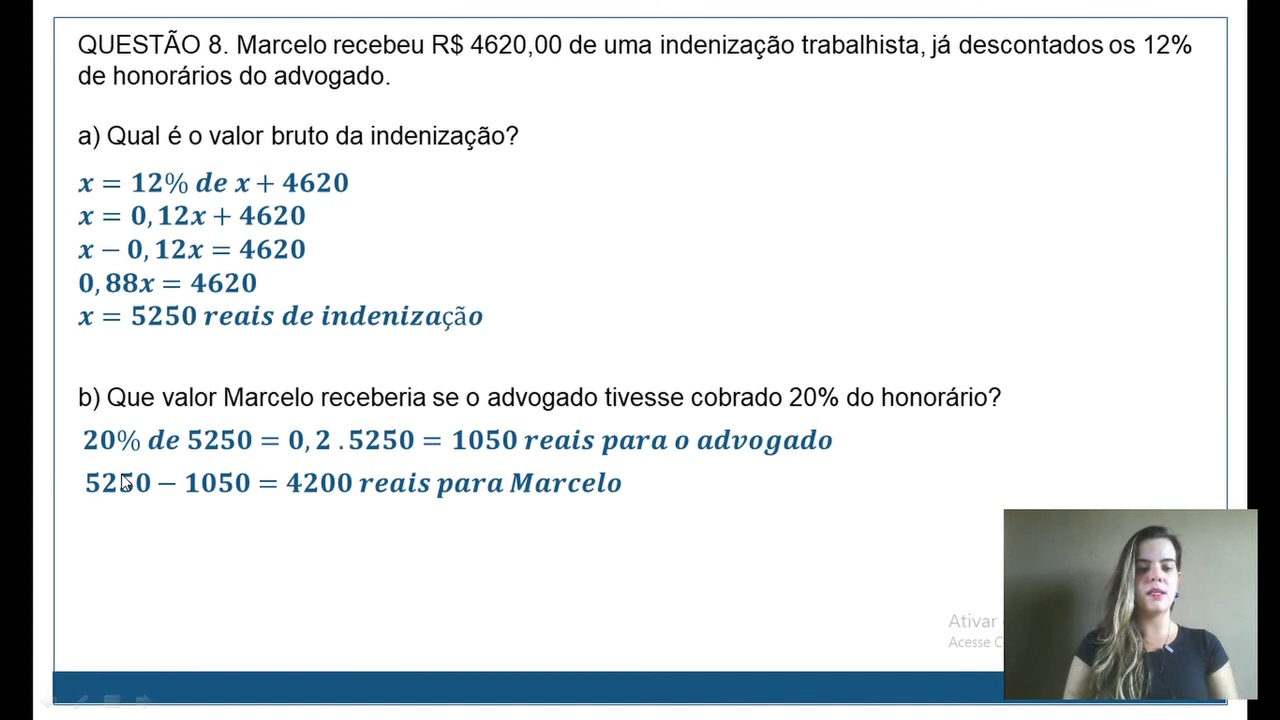 QUESTÃO 8. Marcelo recebeu R$ 4620,00 de uma indenização trabalhista, já descontados os 12%
de honorários do advogado.
a) Qual é o valor bruto da indenização?
x = 12% de x + 4620
x = 0,12x + 4620
x − 0,12x = 4620
0,88x = 4620
x = 5250 reais de indenização
b) Que valor Marcelo receberia se o advogado tivesse cobrado 20% do honorário?
20% de 5250 = 0,2 . 5250 = 1050 reais para o advogado
5250 − 1050 = 4200 reais para Marcelo
Ativar
Acesse